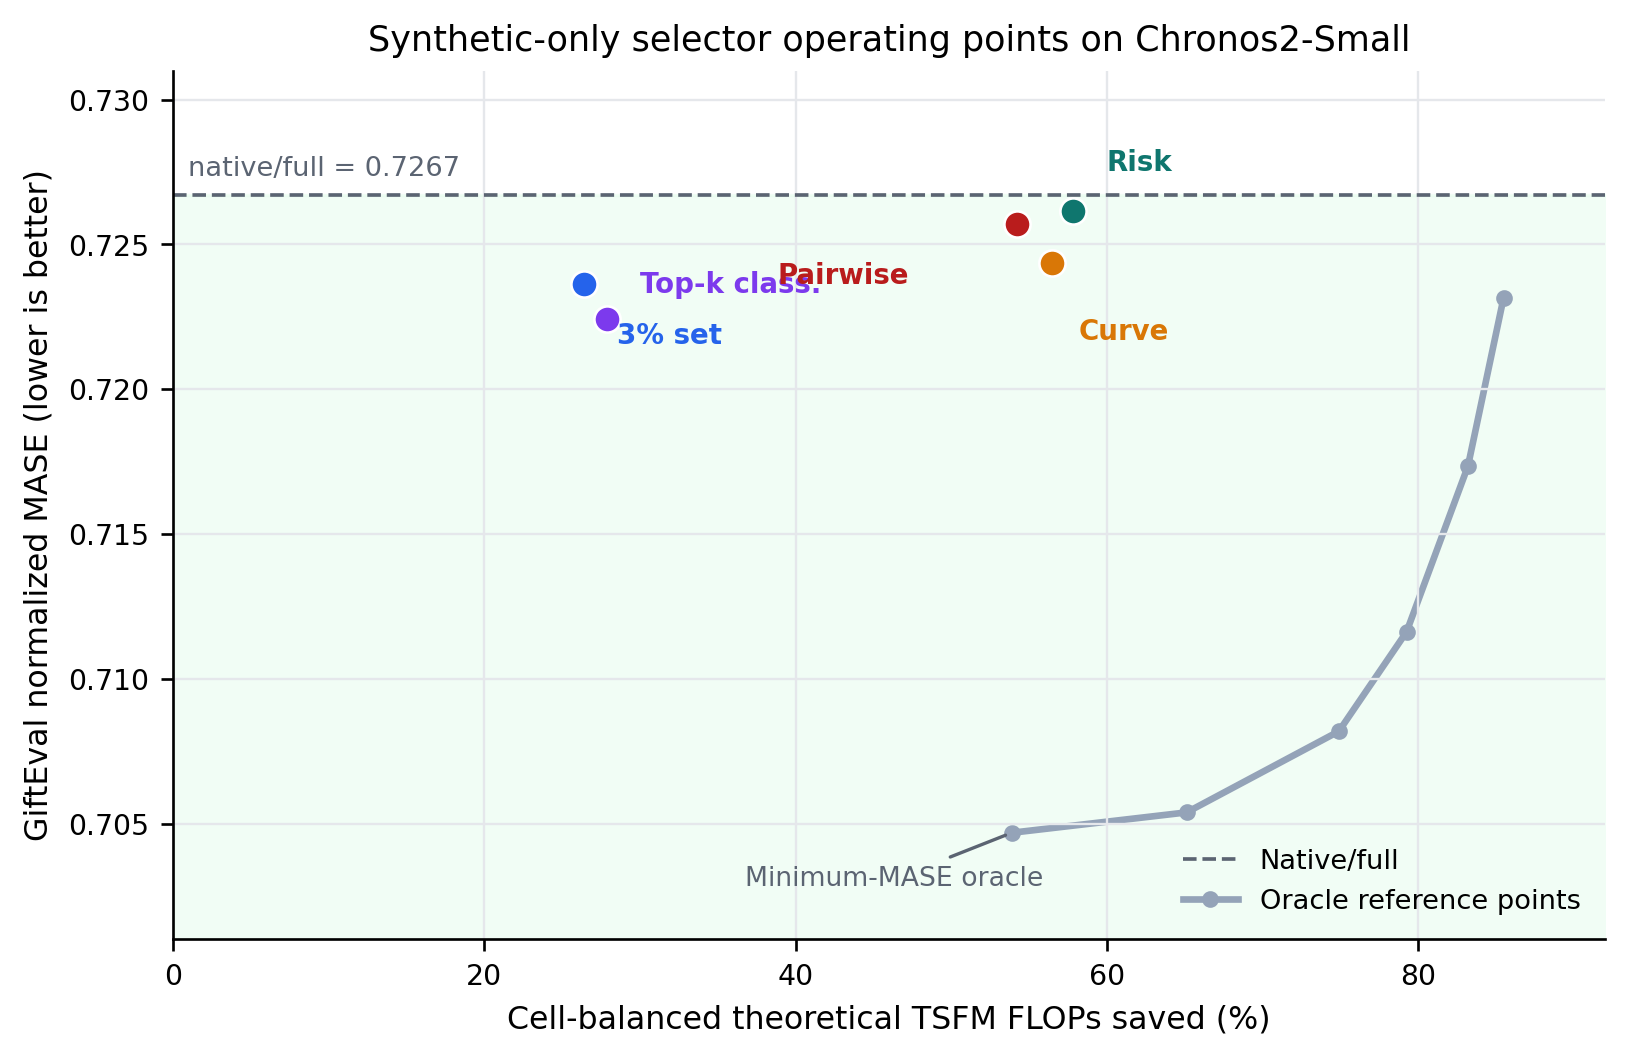 Synthetic-only selector operating points on Chronos2-Small
GiftEval normalized MASE (lower is better)
0.730
0.725
0.720
0.715
0.710
0.705
native/full = 0.7267
Risk
Pairwise
Top-k class.
3% set
Curve
Minimum-MASE oracle
Native/full
Oracle reference points
0
20
40
60
80
Cell-balanced theoretical TSFM FLOPs saved (%)